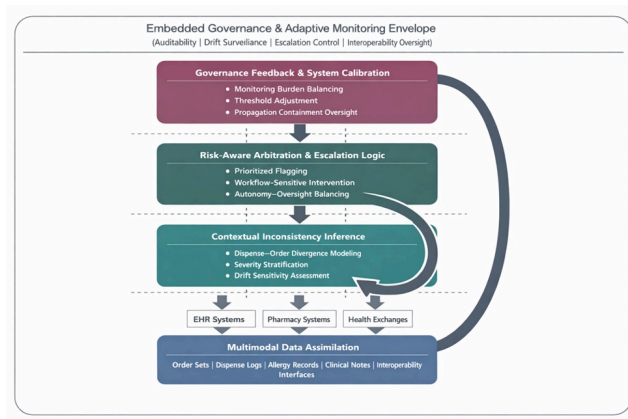 Embedded Governance & Adaptive Monitoring Envelope
(Auditability | Drift Surveillance | Escalation Control | Interoperability Oversight)
Governance Feedback & System Calibration
• Monitoring Burden Balancing
• Threshold Adjustment
• Propagation Containment Oversight
Risk-Aware Arbitration & Escalation Logic
• Prioritized Flagging
• Workflow-Sensitive Intervention
• Autonomy—Oversight Balancing
Contextual Inconsistency Inference
• Dispense—Order Divergence Modeling
• Severity Stratification
• Drift Sensitivity Assessment
EHR Systems
Pharmacy Systems
Health Exchanges
Multimodal Data Assimilation
Order Sets | Dispense Logs | Allergy Records | Clinical Notes | Interoperability
Interfaces